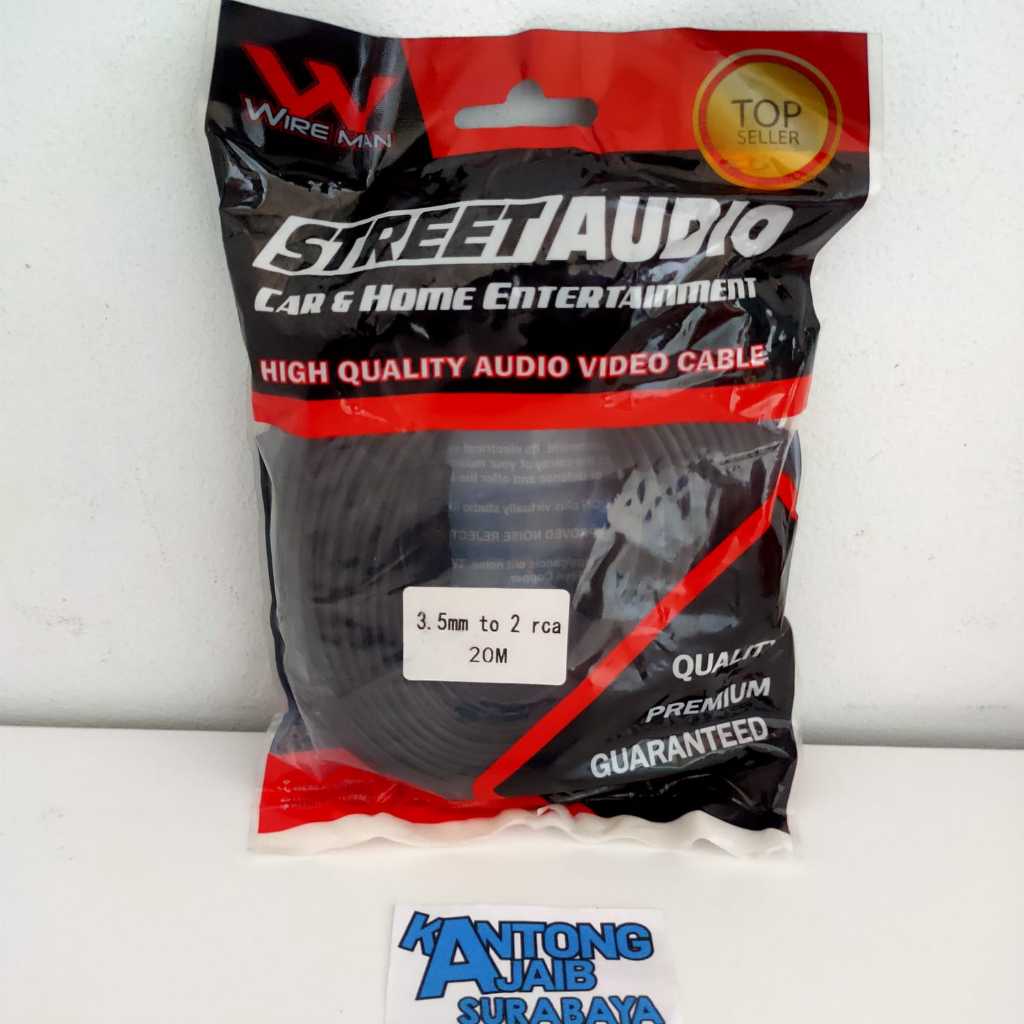 WIRE MAN
TOP
SELLER
STREET AUDIO
CAR & HOME ENTERTAINMENT
HIGH QUALITY AUDIO VIDEO CABLE
3.5mm to 2 rca
20M
QUALITY
PREMIUM
GUARANTEED
KANTONG
AJAIB
SURABAYA